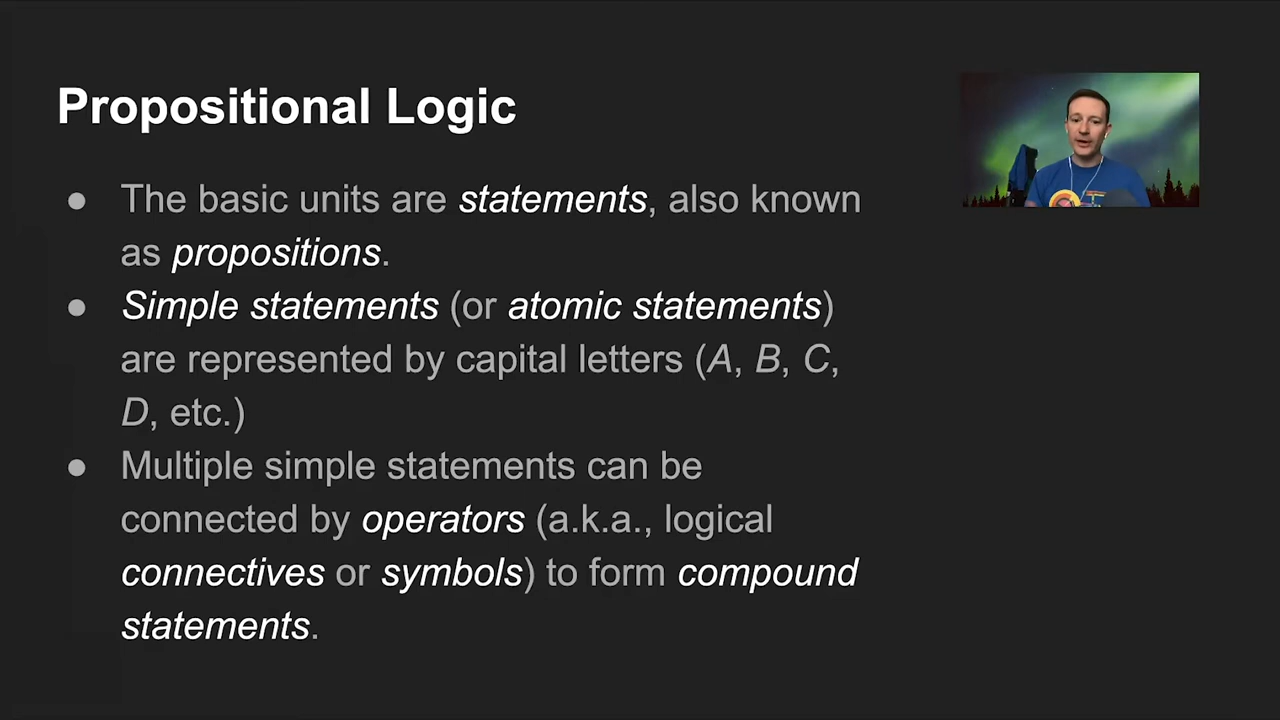 Propositional Logic
● The basic units are statements, also known
as propositions.
● Simple statements (or atomic statements)
are represented by capital letters (A, B, C,
D, etc.)
● Multiple simple statements can be
connected by operators (a.k.a., logical
connectives or symbols) to form compound
statements.